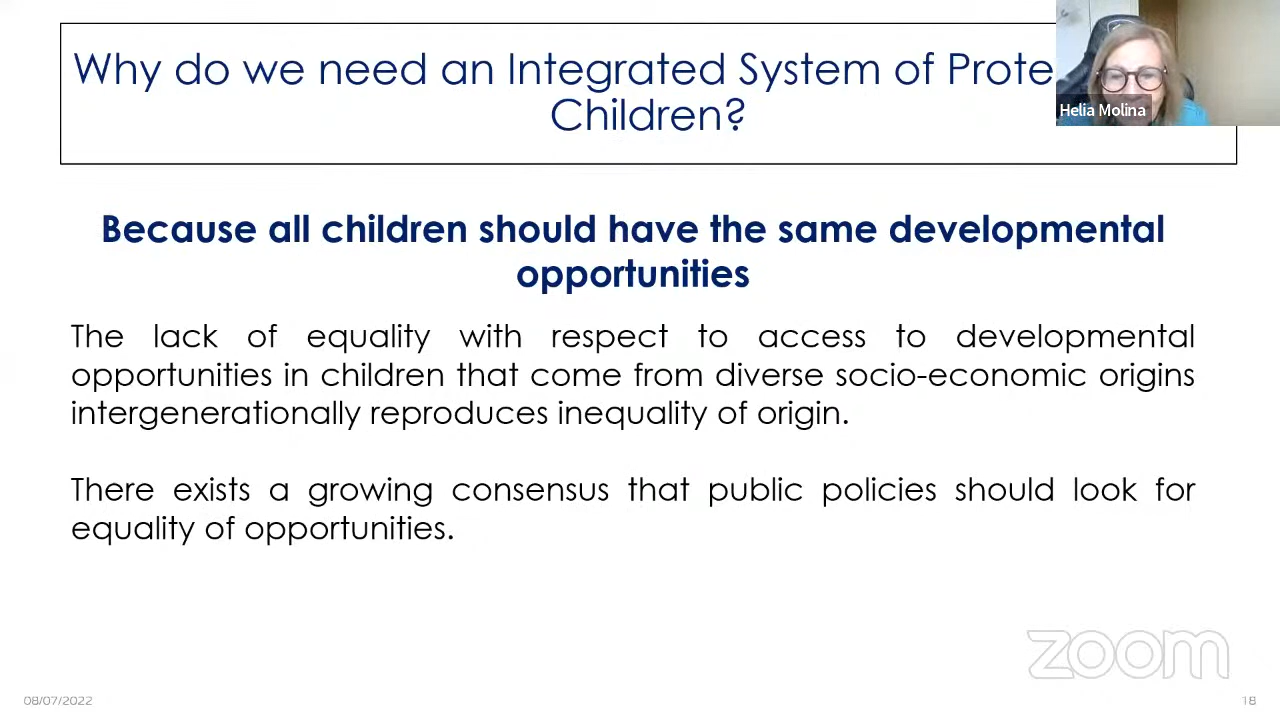 Why do we need an Integrated System of
Children?
Helia Molina
Because all children should have the same developmental
opportunities
The lack of equality with respect to access to developmental
opportunities in children that come from diverse socio-economic origins
intergenerationally reproduces inequality of origin.
There exists a growing consensus that public policies should look for
equality of opportunities.
zoom
08/07/2022
18